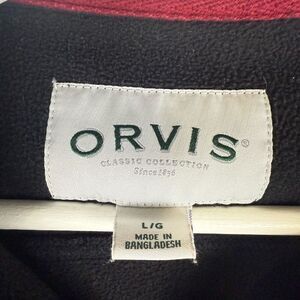 ORVIS®
CLASSIC COLLECTION
Since 1856
L/G
MADE IN
BANGLADESH